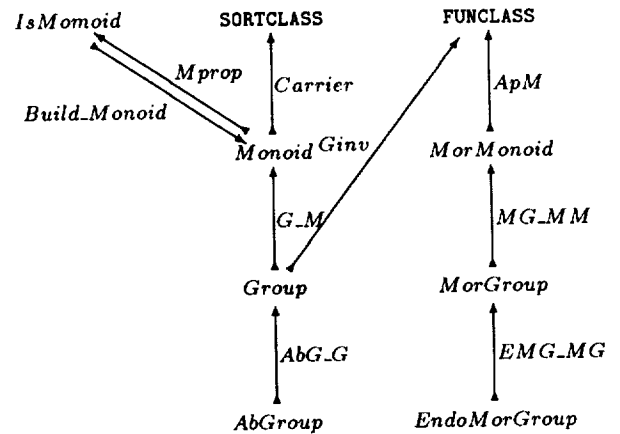 IsMomoid SORTCLASS FUNCLASS
Mprop Carrier ApM
Build_Monoid
Monoid Ginv MorMonoid
G_M MG_MM
Group MorGroup
AbG_G EMG_MG
AbGroup EndoMorGroup